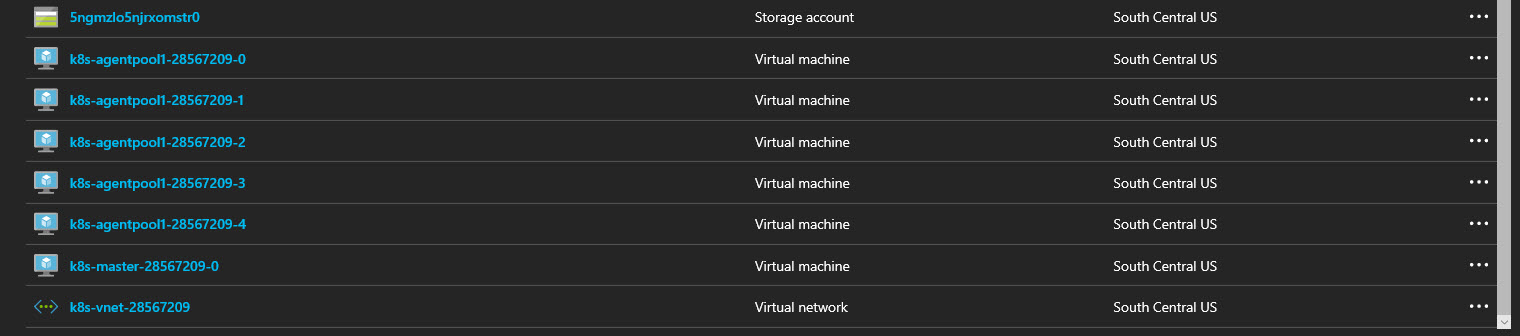 5ngmzlo5njrxomstr0 Storage account South Central US
k8s-agentpool1-28567209-0 Virtual machine South Central US
k8s-agentpool1-28567209-1 Virtual machine South Central US
k8s-agentpool1-28567209-2 Virtual machine South Central US
k8s-agentpool1-28567209-3 Virtual machine South Central US
k8s-agentpool1-28567209-4 Virtual machine South Central US
k8s-master-28567209-0 Virtual machine South Central US
k8s-vnet-28567209 Virtual network South Central US